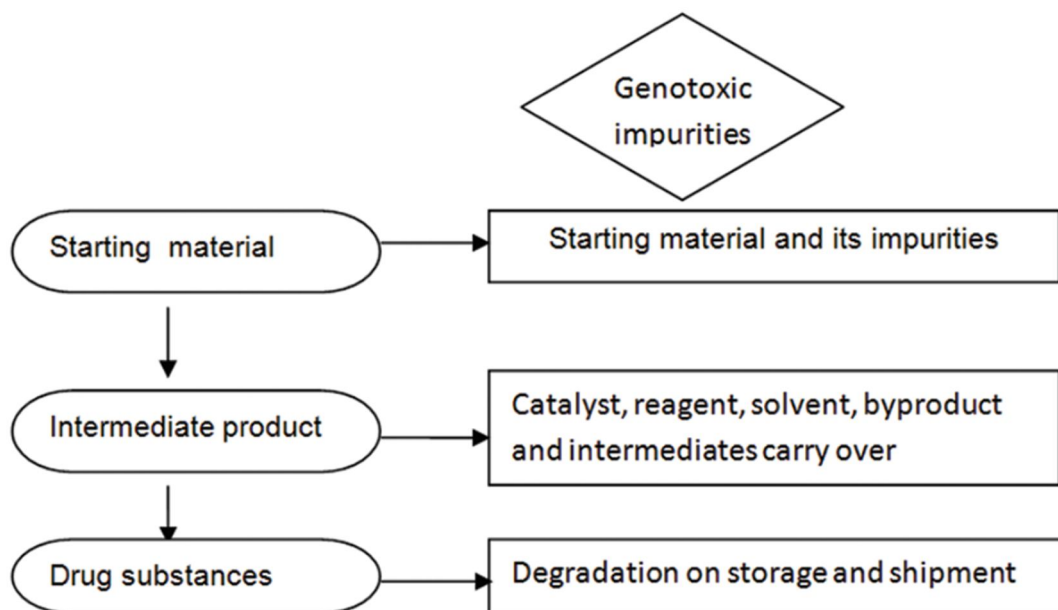 Genotoxic
impurities
Starting material
Starting material and its impurities
Intermediate product
Catalyst, reagent, solvent, byproduct
and intermediates carry over
Drug substances
Degradation on storage and shipment